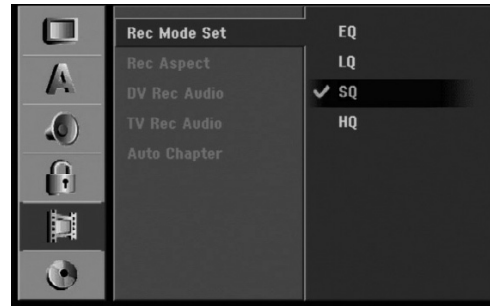 Rec Mode Set
Rec Aspect
DV Rec Audio
TV Rec Audio
Auto Chapter
EQ
LQ
SQ
HQ
A